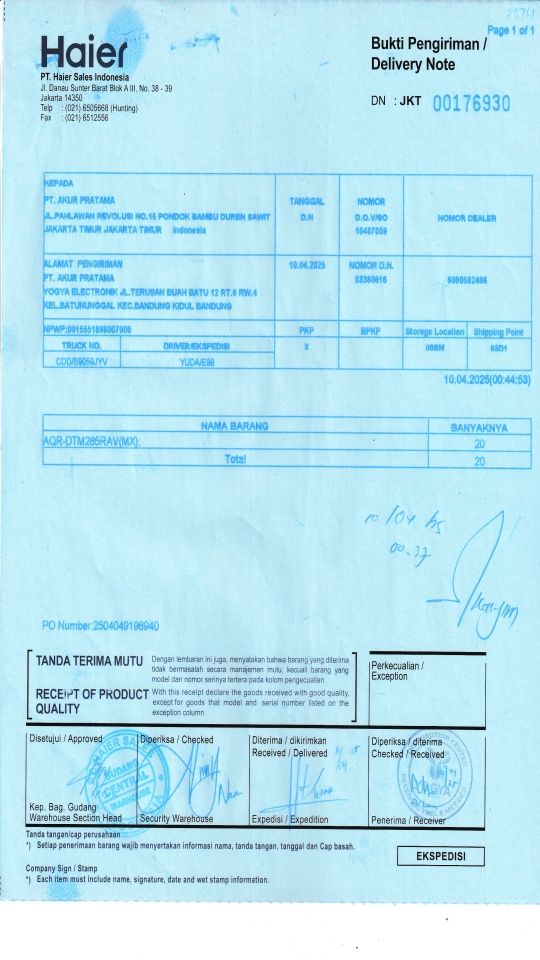 Page 1 of 1
Haier
Bukti Pengiriman /
Delivery Note
PT. Haier Sales Indonesia
Jl. Danau Sunter Barat Blok A III, No. 38 - 39
Jakarta 14350
Telp : (021) 6505668 (Hunting)
Fax : (021) 6512556
DN : JKT 00176930
KEPADA
PT. AKUR PRATAMA
JL.PAHLAWAN REVOLUSI NO.15 PONDOK BAMBU DUREN SAWIT
JAKARTA TIMUR JAKARTA TIMUR Indonesia
TANGGAL
D.N
NOMOR
D.O.V/SO
10487059
NOMOR DEALER
ALAMAT PENGIRIMAN
PT. AKUR PRATAMA
YOGYA ELECTRONIK JL.TERUSAN BUAH BATU 12 RT.6 RW.4
KEL.BATUNUNGGAL KEC.BANDUNG KIDUL BANDUNG
10.04.2025
NOMOR D.N.
83380616
PKP
BPKP
Storege Location
Shipping Point
TRUCK NO.
DRIVER/EKSPEDISI
X
CDD/B9059JYV
10.04.2025(00:44:53)
NAMA BARANG
BANYAKNYA
AQR-DTM285RAV(MX):
20
Total
20
10/04
00.37
PO Number:2504049196940
TANDA TERIMA MUTU
Dengan lembaran ini juga, menyatakan bahwa barang yang diterima
tidak bermasalah secara manajemen mutu, kecuali barang yang
model dan nomor serinya tertera pada kolom pengecualian
RECEIPT OF PRODUCT
QUALITY
With this receipt declare the goods received with good quality,
except for goods that model and serial number listed on the
exception column
Perkecualian /
Exception
Disetujui / Approved
Diperiksa / Checked
Diterima / dikirimkan
Received / Delivered
Diperiksa / diterima
Checked / Received
HAIER SA
GUDANG
CENTRAL
WAREHOUSE
Kep. Bag. Gudang
Warehouse Section Head
Security Warehouse
Expedisi / Expedition
Penerima / Receiver
Tanda tangan/cap perusahaan
*) Setiap penerimaan barang wajib menyertakan informasi nama, tanda tangan, tanggal dan Cap basah.
EKSPEDISI
Company Sign / Stamp
*) Each item must include name, signature, date and wet stamp information.